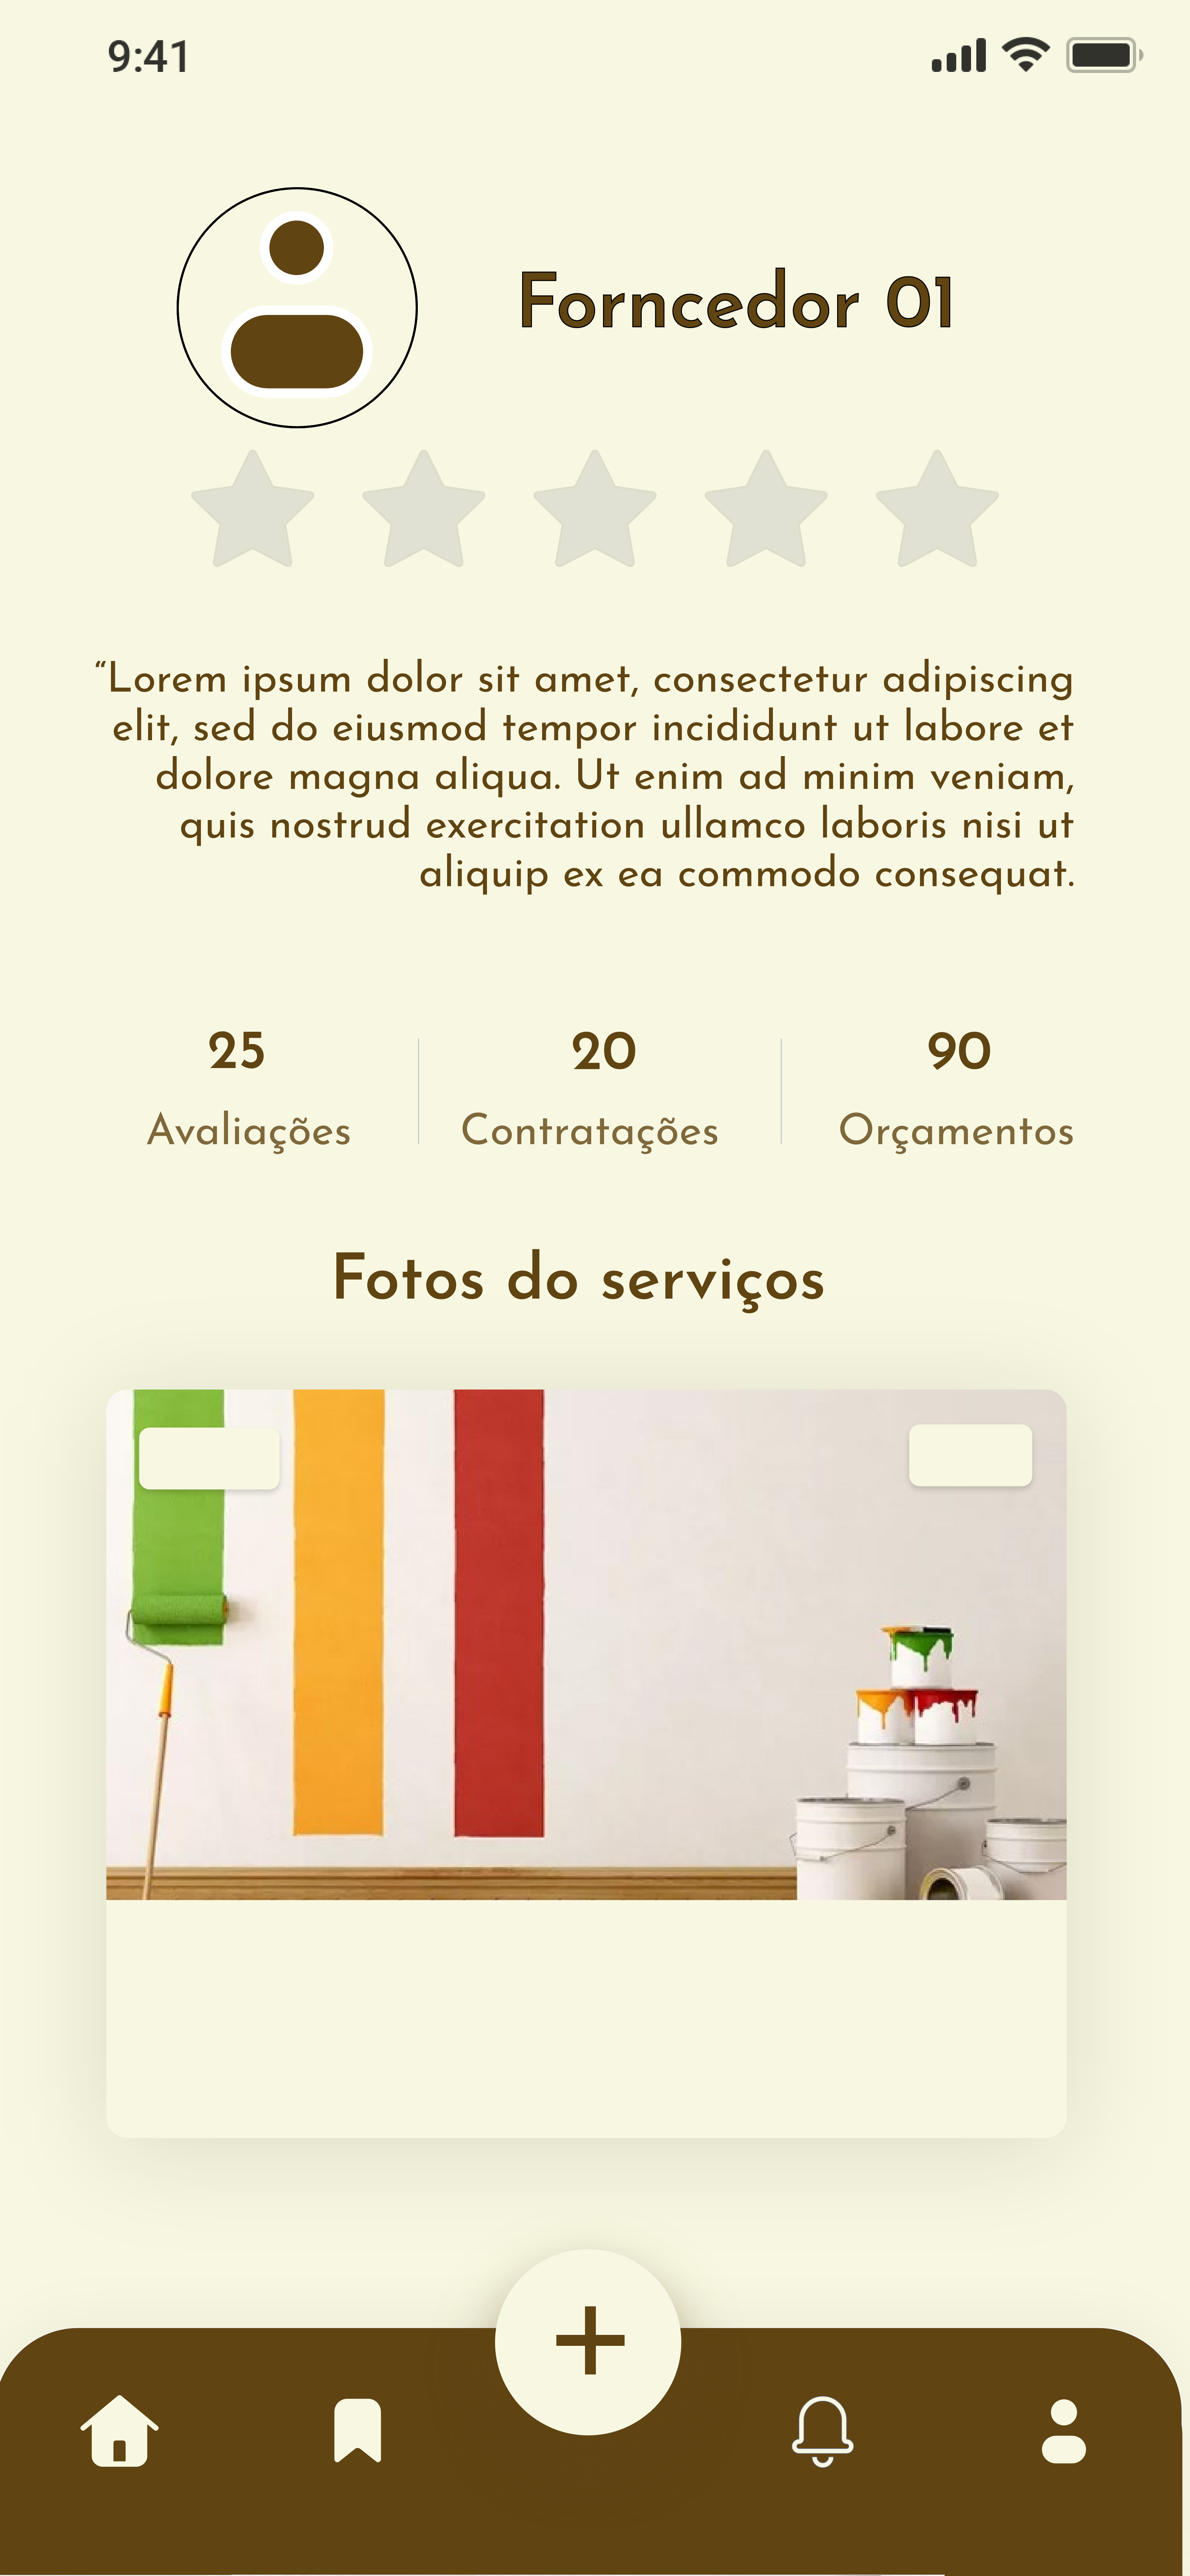 9:41
Forncedor 01
“Lorem ipsum dolor sit amet, consectetur adipiscing
elit, sed do eiusmod tempor incididunt ut labore et
dolore magna aliqua. Ut enim ad minim veniam,
quis nostrud exercitation ullamco laboris nisi ut
aliquip ex ea commodo consequat.
25
20
90
Avaliações
Contratações
Orçamentos
Fotos do serviços